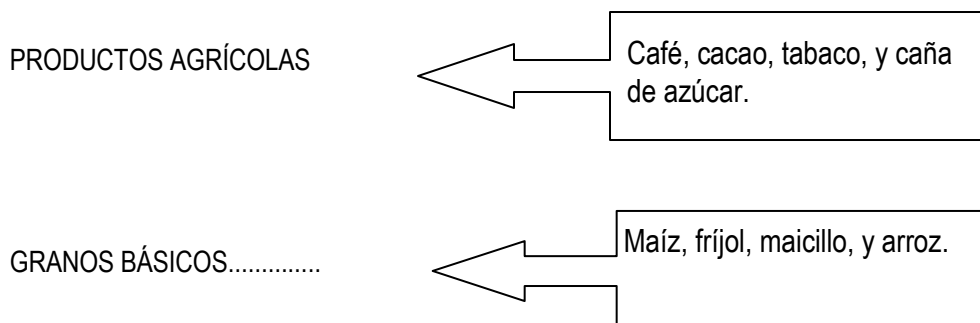 PRODUCTOS AGRÍCOLAS
Café, cacao, tabaco, y caña
de azúcar.
GRANOS BÁSICOS..............
Maíz, fríjol, maicillo, y arroz.